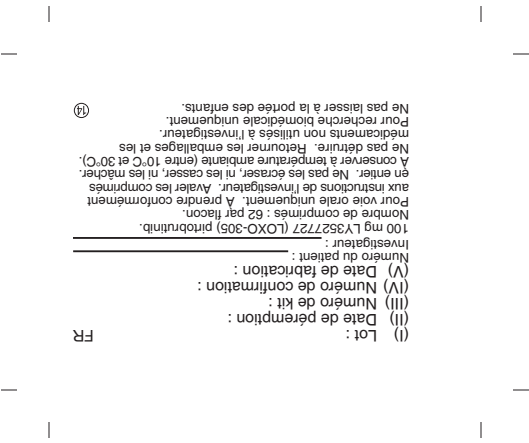 (I) Lot : FR
(II) Date de péremption :
(III) Numéro de kit :
(IV) Numéro de confirmation :
(V) Date de fabrication :
Numéro du patient :
Investigateur :
100 mg LY3527727 (LOXO-305) pirtobrutinib.
Nombre de comprimés : 62 par flacon.
Pour voie orale uniquement. À prendre conformément
aux instructions de l'investigateur. Avaler les comprimés
en entier. Ne pas les écraser, ni les casser, ni les mâcher.
À conserver à température ambiante (entre 10°C et 30°C).
Ne pas détruire. Retourner les emballages et les
médicaments non utilisés à l'investigateur.
Pour recherche biomédicale uniquement.
Ne pas laisser à la portée des enfants. 14